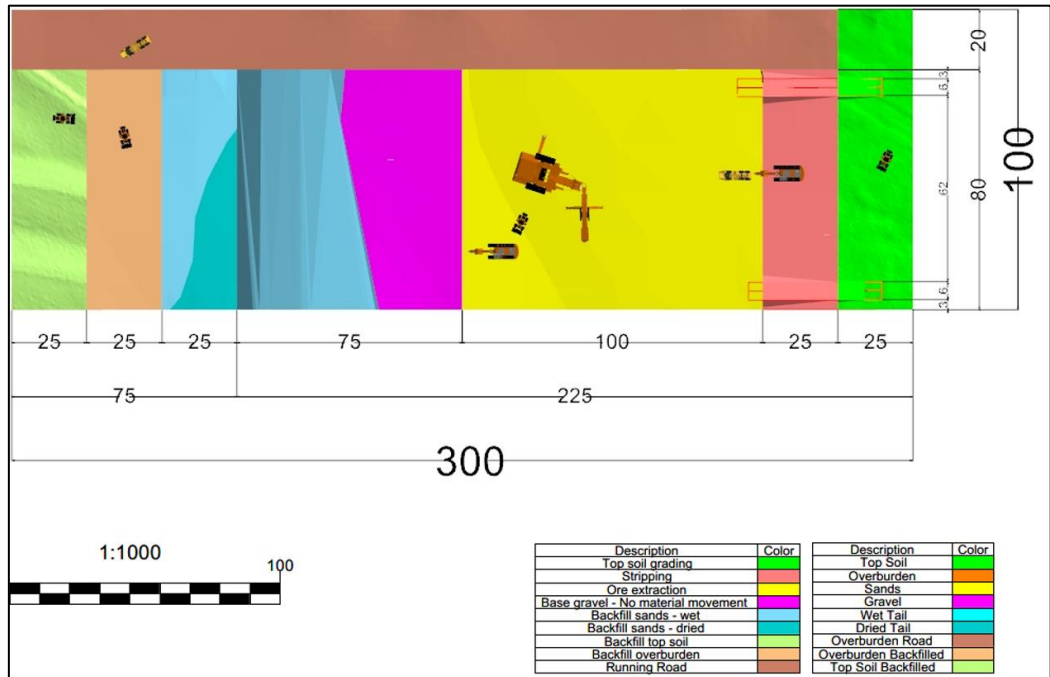 20
3
6
62
80
100
6
3
25 25 25 75 100 25 25
75 225
300
1:1000
100
Description Color
Top soil grading
Stripping
Ore extraction
Base gravel - No material movement
Backfill sands - wet
Backfill sands - dried
Backfill top soil
Backfill overburden
Running Road
Description Color
Top Soil
Overburden
Sands
Gravel
Wet Tail
Dried Tail
Overburden Road
Overburden Backfilled
Top Soil Backfilled